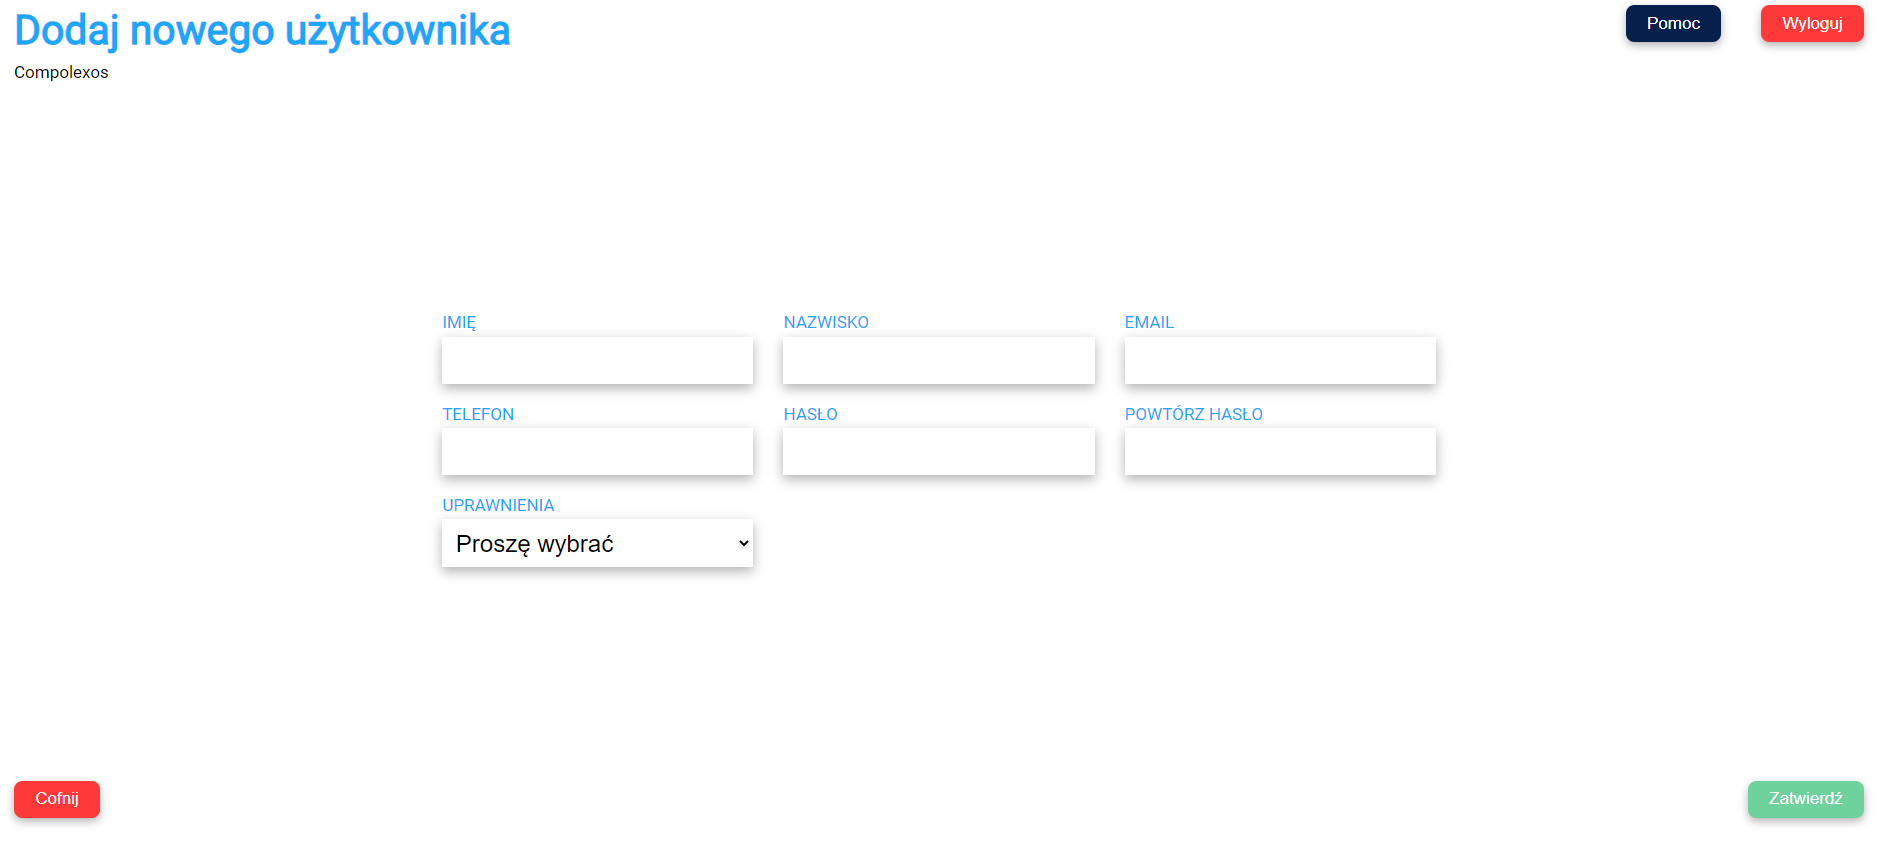 Dodaj nowego użytkownika
Pomoc
Wyloguj
Compolexos
IMIĘ
NAZWISKO
EMAIL
TELEFON
HASŁO
POWTÓRZ HASŁO
UPRAWNIENIA
Proszę wybrać
Cofnij
Zatwierdź